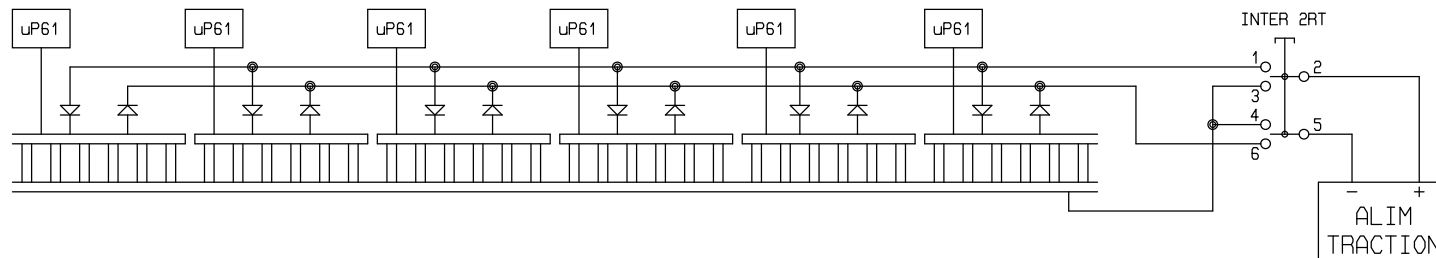 uP61 uP61 uP61 uP61 uP61 uP61
INTER 2RT
1
2
3
4
5
6
- +
ALIM
TRACTION